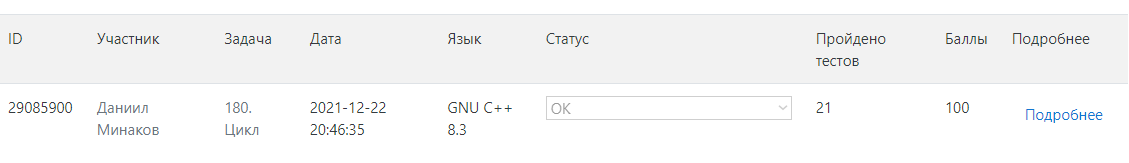 ID Участник Задача Дата Язык Статус Пройдено тестов Баллы Подробнее
29085900 Даниил Минаков 180. Цикл 2021-12-22 20:46:35 GNU C++ 8.3 OK 21 100 Подробнее